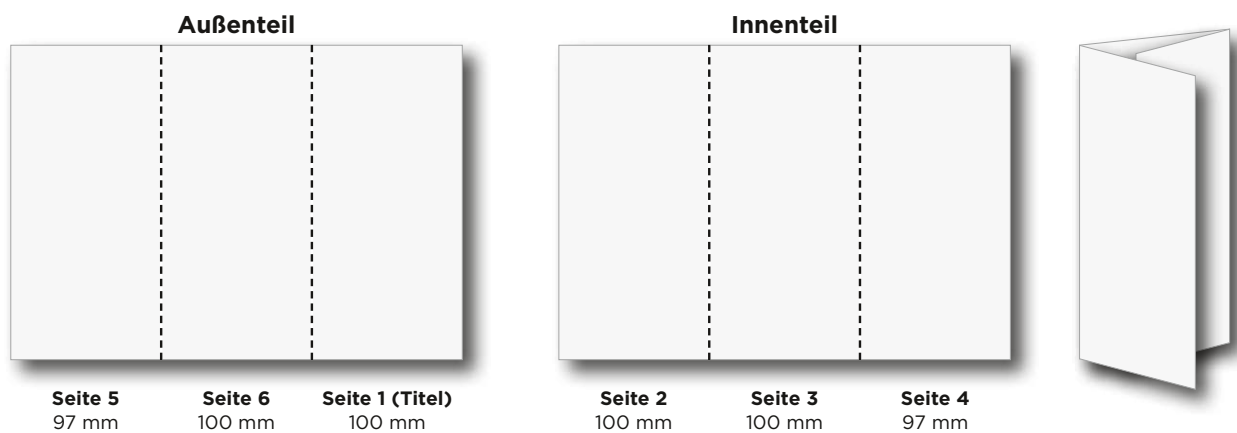 Außenteil
Innenteil
Seite 5
97 mm
Seite 6
100 mm
Seite 1 (Titel)
100 mm
Seite 2
100 mm
Seite 3
100 mm
Seite 4
97 mm